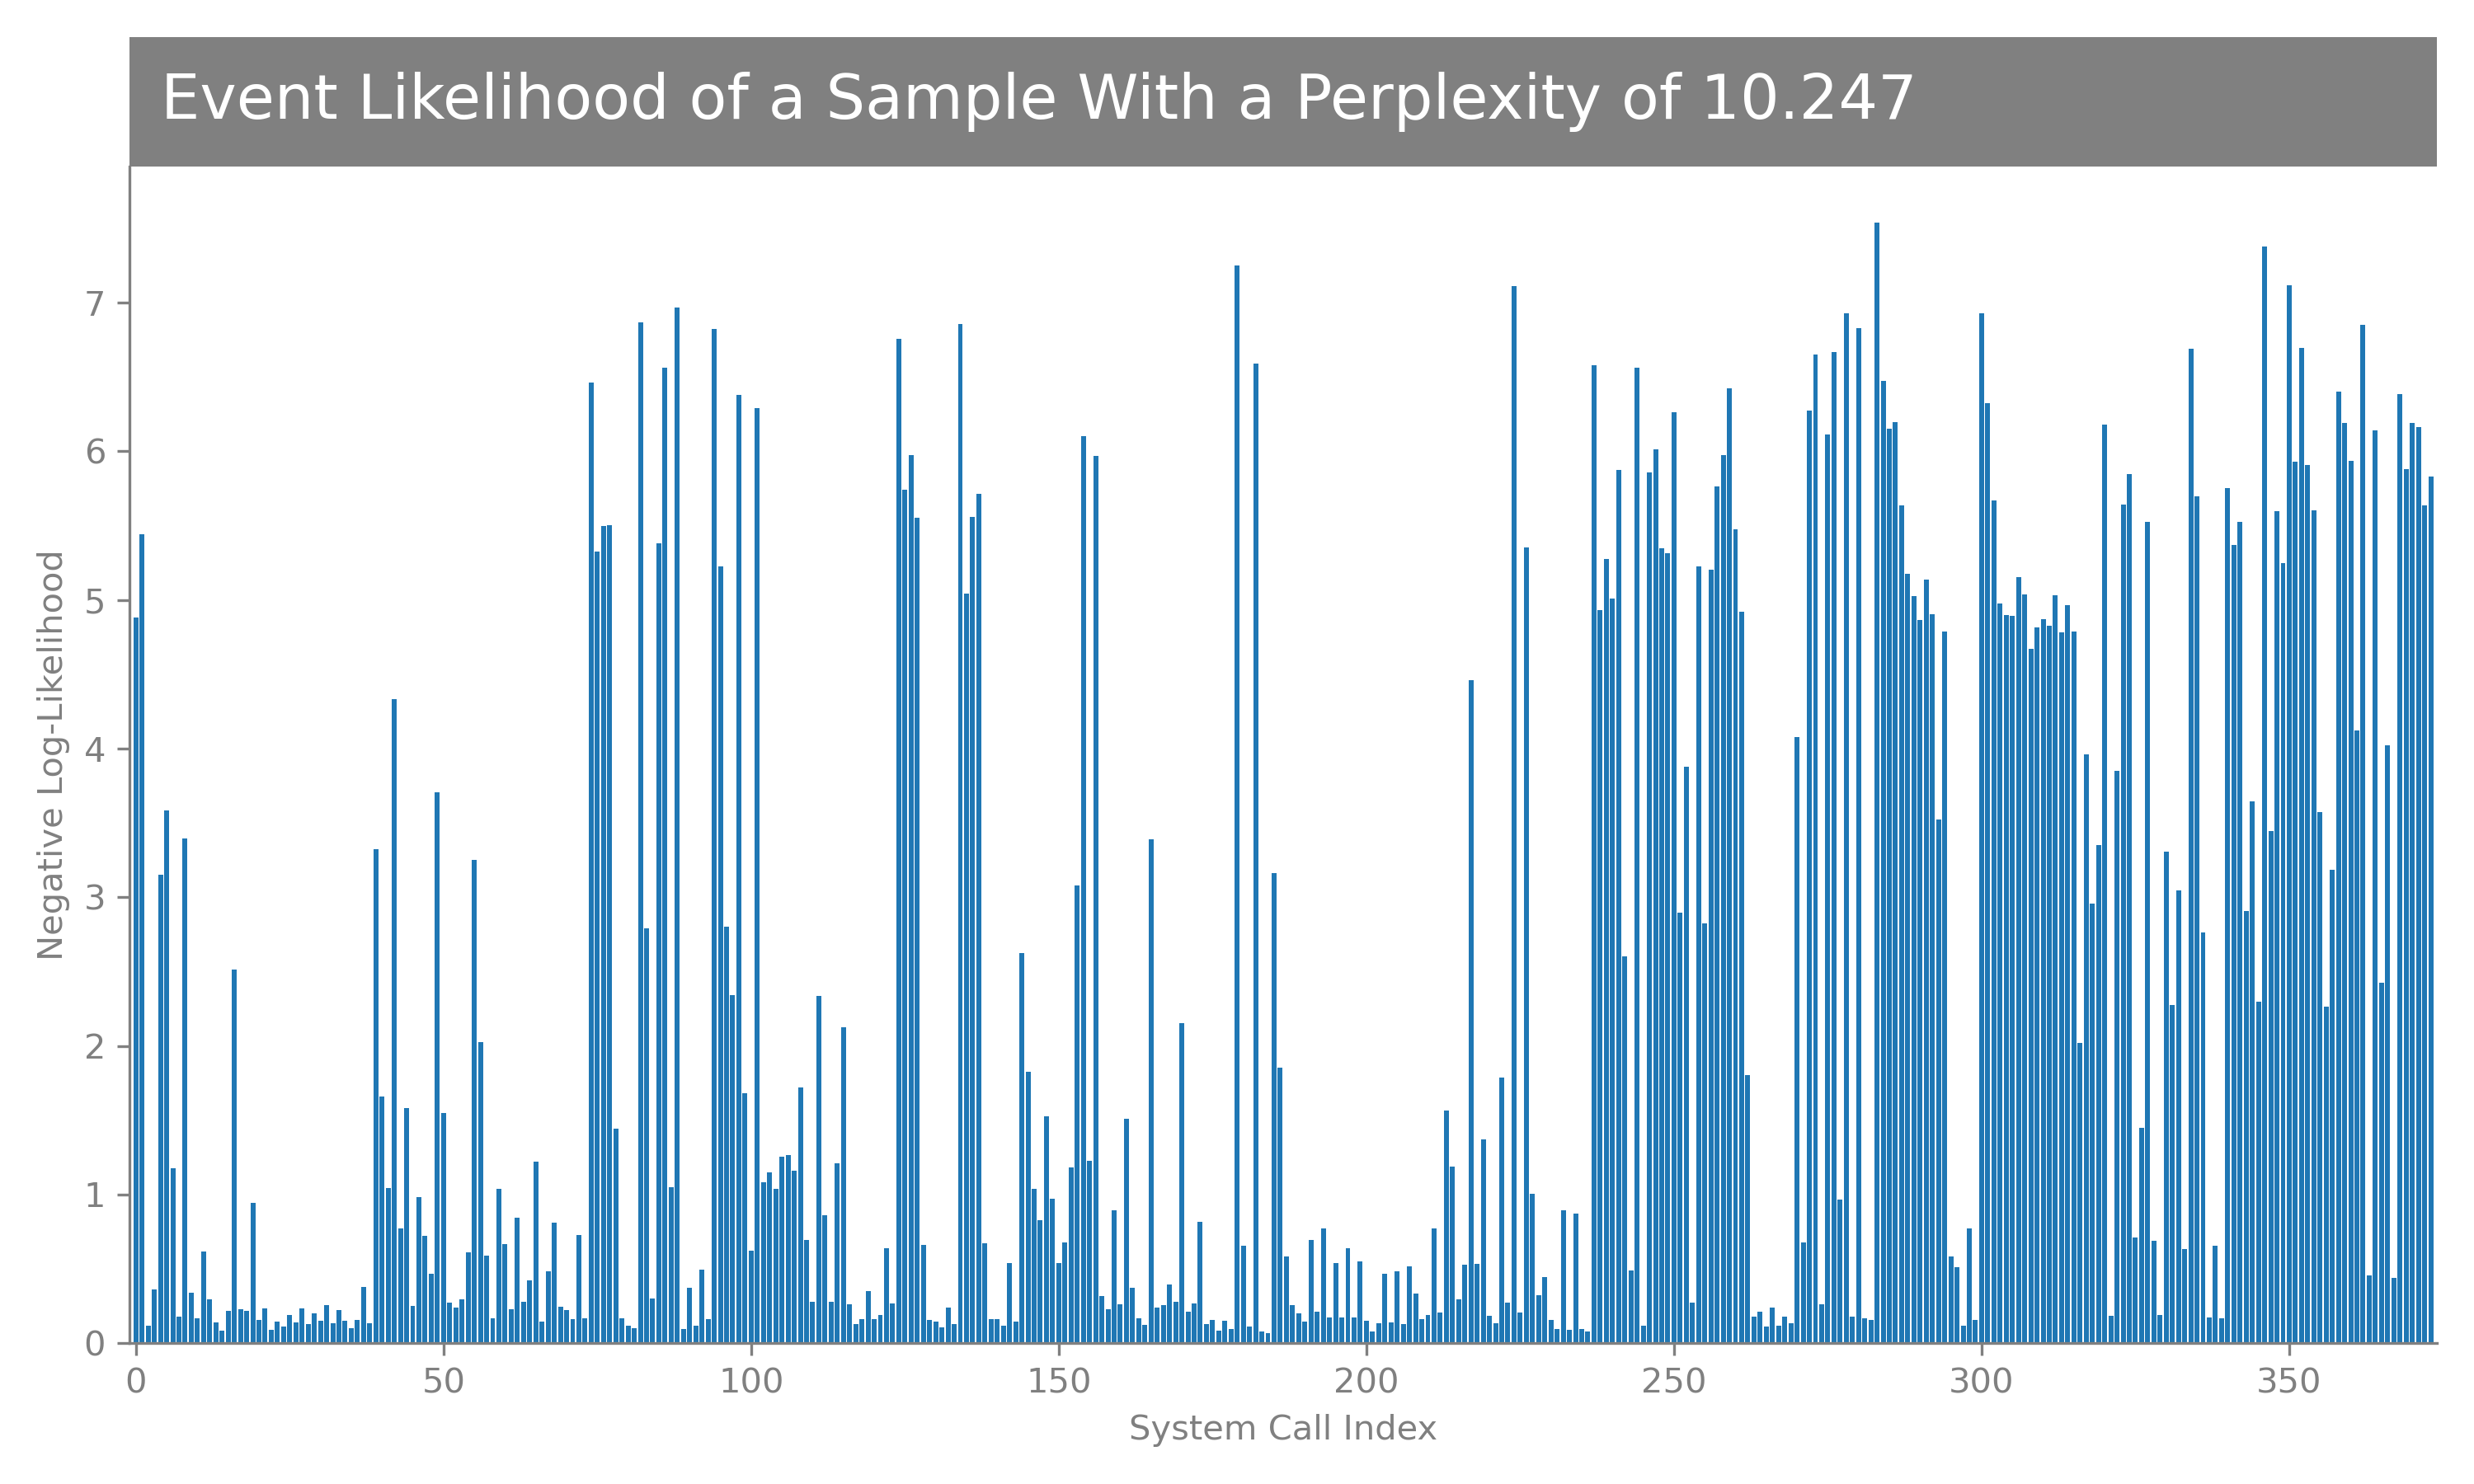 Event Likelihood of a Sample With a Perplexity of 10.247
Negative Log-Likelihood
7
6
5
4
3
2
1
0
0 50 100 150 200 250 300 350
System Call Index